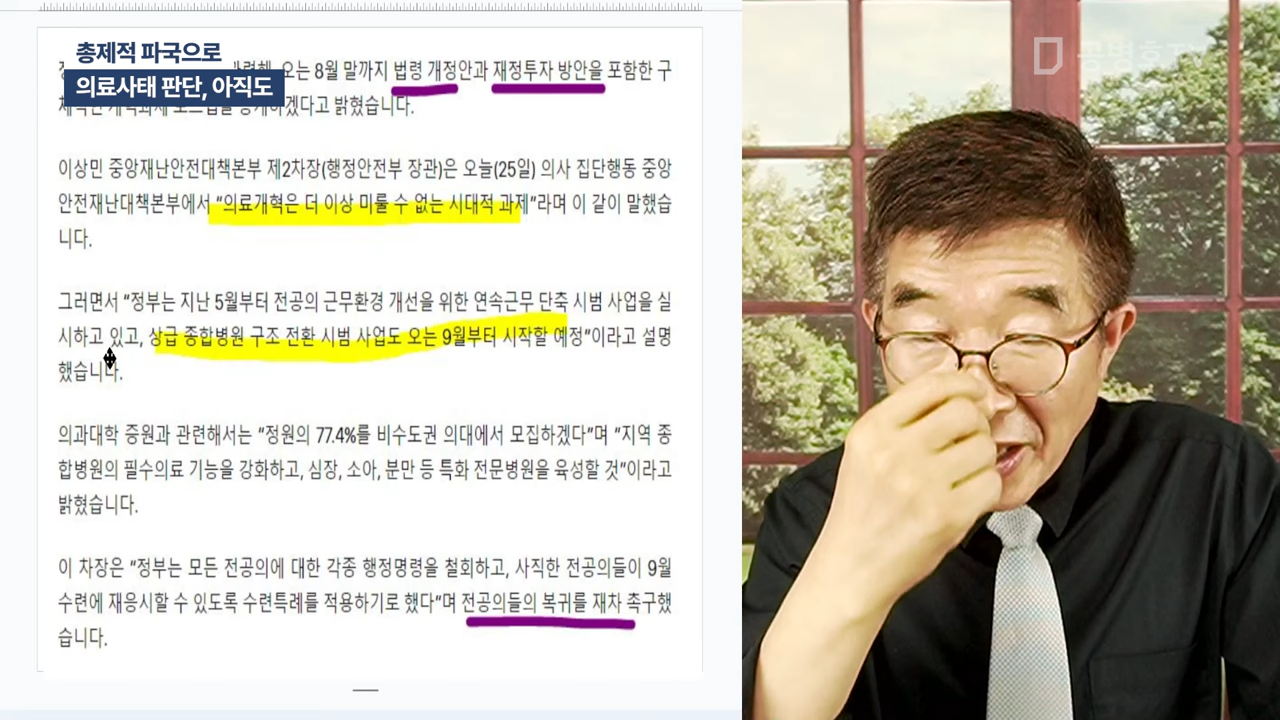 총제적 파국으로
의료사태 판단, 아직도
오는 8월 말까지 법령 개정안과 재정투자 방안을 포함한 구
하겠다고 밝혔습니다.
이상민 중앙재난안전대책본부 제2차장(행정안전부 장관)은 오늘(25일) 의사 집단행동 중앙
안전재난대책본부에서 “의료개혁은 더 이상 미룰 수 없는 시대적 과제”라며 이 같이 말했습
니다.
그러면서 “정부는 지난 5월부터 전공의 근무환경 개선을 위한 연속근무 단축 시범 사업을 실
시하고 있고, 상급 종합병원 구조 전환 시범 사업도 오는 9월부터 시작할 예정”이라고 설명
했습니다.
의과대학 증원과 관련해서는 “정원의 77.4%를 비수도권 의대에서 모집하겠다”며 “지역 종
합병원의 필수의료 기능을 강화하고, 심장, 소아, 분만 등 특화 전문병원을 육성할 것”이라고
밝혔습니다.
이 차장은 “정부는 모든 전공의에 대한 각종 행정명령을 철회하고, 사직한 전공의들이 9월
수련에 재응시할 수 있도록 수련특례를 적용하기로 했다”며 전공의들의 복귀를 재차 촉구했
습니다.
공병호TV